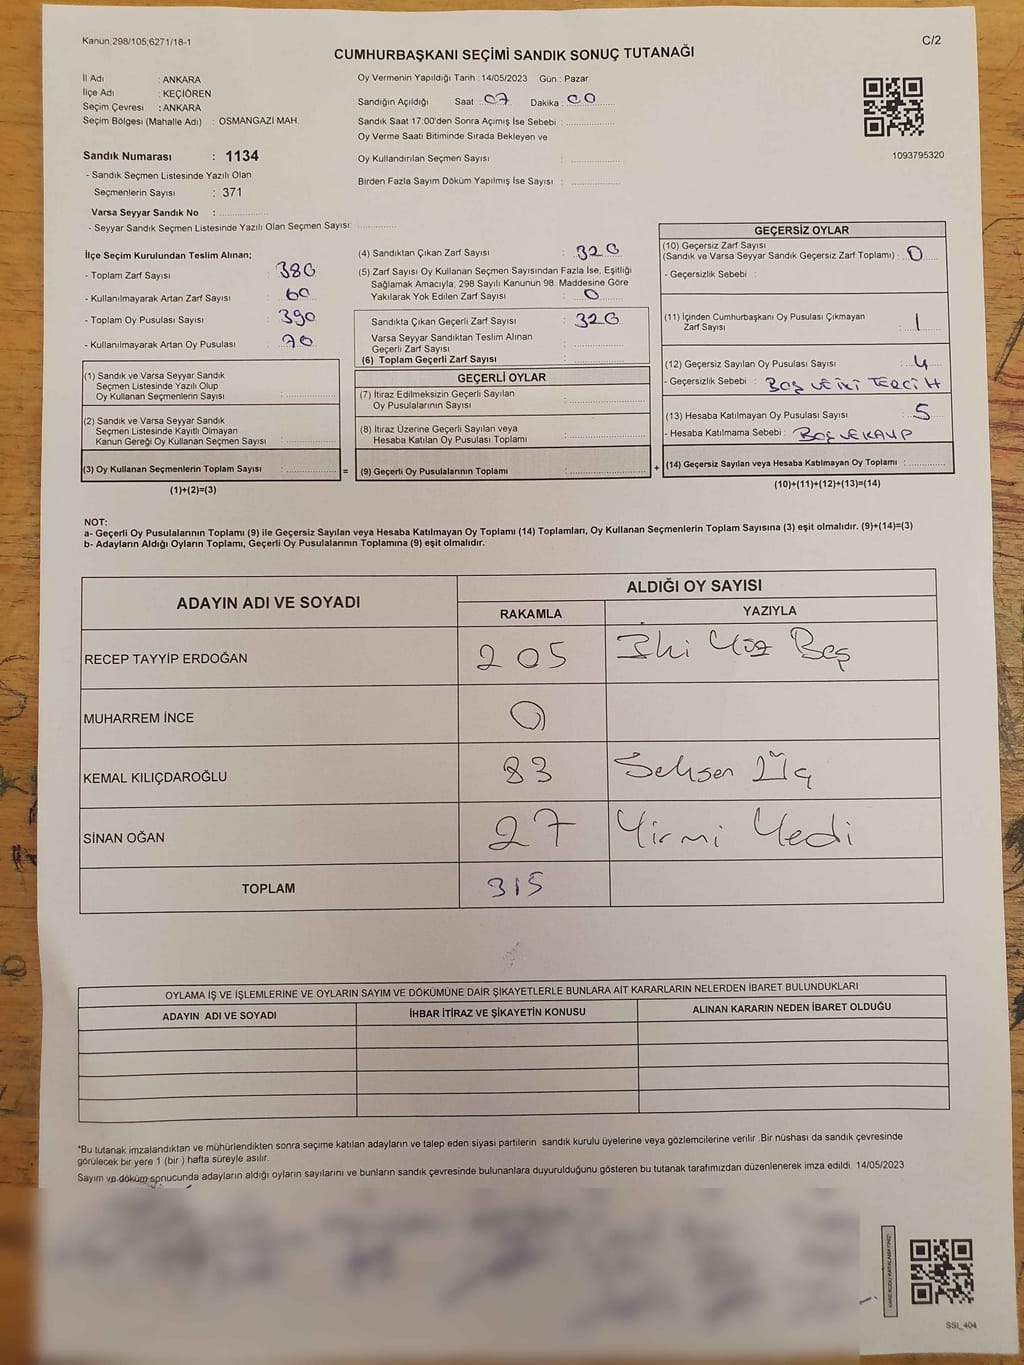 Kanun:298/105;6271/18-1
C/2
CUMHURBAŞKANI SEÇİMİ SANDIK SONUÇ TUTANAĞI
İl Adı : ANKARA
İlçe Adı : KEÇİÖREN
Seçim Çevresi : ANKARA
Seçim Bölgesi (Mahalle Adı) : OSMANGAZİ MAH.
Sandık Numarası : 1134
- Sandık Seçmen Listesinde Yazılı Olan
Seçmenlerin Sayısı : 371
Varsa Seyyar Sandık No :
- Seyyar Sandık Seçmen Listesinde Yazılı Olan Seçmen Sayısı:
Oy Vermenin Yapıldığı Tarih : 14/05/2023 Gün : Pazar
Sandığın Açıldığı Saat : 07 Dakika : 00
Sandık Saat 17:00'den Sonra Açımış İse Sebebi :
Oy Verme Saati Bitiminde Sırada Bekleyen ve
Oy Kullandırılan Seçmen Sayısı :
Birden Fazla Sayım Döküm Yapılmış İse Sayısı :
1093795320
İlçe Seçim Kurulundan Teslim Alınan;
- Toplam Zarf Sayısı : 380
- Kullanılmayarak Artan Zarf Sayısı : 60
- Toplam Oy Pusulası Sayısı : 390
- Kullanılmayarak Artan Oy Pusulası : 70
(1) Sandık ve Varsa Seyyar Sandık
Seçmen Listesinde Yazılı Olup
Oy Kullanan Seçmenlerin Sayısı :
(2) Sandık ve Varsa Seyyar Sandık
Seçmen Listesinde Kayıtlı Olmayan
Kanun Gereği Oy Kullanan Seçmen Sayısı :
(3) Oy Kullanan Seçmenlerin Toplam Sayısı :
(1)+(2)=(3)
(4) Sandıktan Çıkan Zarf Sayısı : 320
(5) Zarf Sayısı Oy Kullanan Seçmen Sayısından Fazla İse, Eşitliği
Sağlamak Amacıyla; 298 Sayılı Kanunun 98. Maddesine Göre
Yakılarak Yok Edilen Zarf Sayısı : 0
Sandıkta Çıkan Geçerli Zarf Sayısı : 320
Varsa Seyyar Sandıktan Teslim Alınan
Geçerli Zarf Sayısı :
(6) Toplam Geçerli Zarf Sayısı :
GEÇERLİ OYLAR
(7) İtiraz Edilmeksizin Geçerli Sayılan
Oy Pusulalarının Sayısı :
(8) İtiraz Üzerine Geçerli Sayılan veya
Hesaba Katılan Oy Pusulası Toplamı :
= (9) Geçerli Oy Pusulalarının Toplamı :
GEÇERSİZ OYLAR
(10) Geçersiz Zarf Sayısı
(Sandık ve Varsa Seyyar Sandık Geçersiz Zarf Toplamı) : 0
- Geçersizlik Sebebi :
(11) İçinden Cumhurbaşkanı Oy Pusulası Çıkmayan
Zarf Sayısı : 1
(12) Geçersiz Sayılan Oy Pusulası Sayısı : 4
- Geçersizlik Sebebi : BOŞ VE İKİ TERCİH
(13) Hesaba Katılmayan Oy Pusulası Sayısı : 5
- Hesaba Katılmama Sebebi : BOŞ VE KAYIP
+ (14) Geçersiz Sayılan veya Hesaba Katılmayan Oy Toplamı :
(10)+(11)+(12)+(13)=(14)
NOT:
a- Geçerli Oy Pusulalarının Toplamı (9) ile Geçersiz Sayılan veya Hesaba Katılmayan Oy Toplamı (14) Toplamları, Oy Kullanan Seçmenlerin Toplam Sayısına (3) eşit olmalıdır. (9)+(14)=(3)
b- Adayların Aldığı Oyların Toplamı, Geçerli Oy Pusulalarının Toplamına (9) eşit olmalıdır.
ADAYIN ADI VE SOYADI
ALDIĞI OY SAYISI
RAKAMLA YAZIYLA
RECEP TAYYİP ERDOĞAN 205 İki Yüz Beş
MUHARREM İNCE 0
KEMAL KILIÇDAROĞLU 83 Seksen Üç
SİNAN OĞAN 27 Yirmi Yedi
TOPLAM 315
OYLAMA İŞ VE İŞLEMLERİNE VE OYLARIN SAYIM VE DÖKÜMÜNE DAİR ŞİKAYETLERLE BUNLARA AİT KARARLARIN NELERDEN İBARET BULUNDUKLARI
ADAYIN ADI VE SOYADI İHBAR İTİRAZ VE ŞİKAYETİN KONUSU ALINAN KARARIN NEDEN İBARET OLDUĞU
*Bu tutanak imzalandıktan ve mühürlendikten sonra seçime katılan adayların ve talep eden siyasi partilerin sandık kurulu üyelerine veya gözlemcilerine verilir .Bir nüshası da sandık çevresinde
görülecek bir yere 1 (bir ) hafta süreyle asılır.
Sayım ve döküm sonucunda adayların aldığı oyların sayılarını ve bunların sandık çevresinde bulunanlara duyurulduğunu gösteren bu tutanak tarafımızdan düzenlenerek imza edildi. 14/05/2023
SSI_404